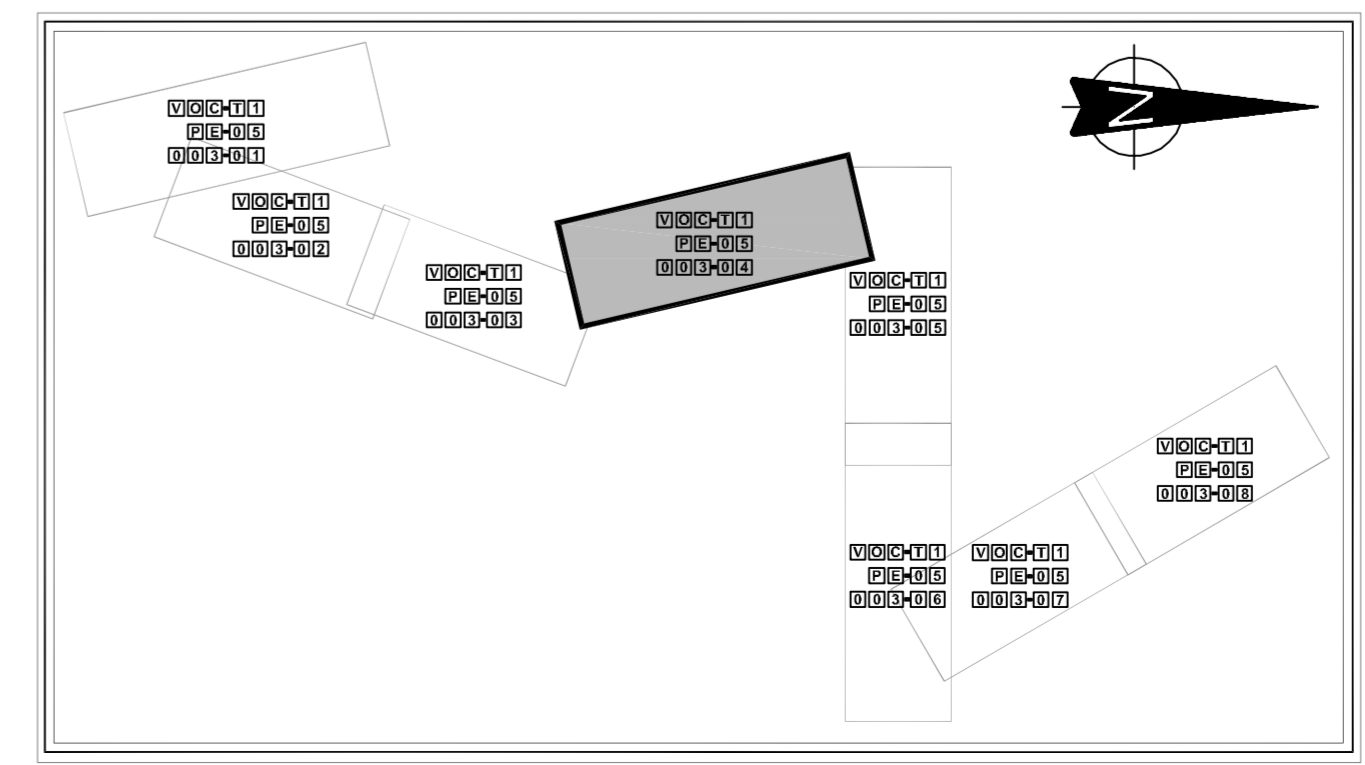 VOC-T1
PE-05
003-01
VOC-T1
PE-05
003-02
VOC-T1
PE-05
003-03
VOC-T1
PE-05
003-04
VOC-T1
PE-05
003-05
VOC-T1
PE-05
003-06
VOC-T1
PE-05
003-07
VOC-T1
PE-05
003-08
N